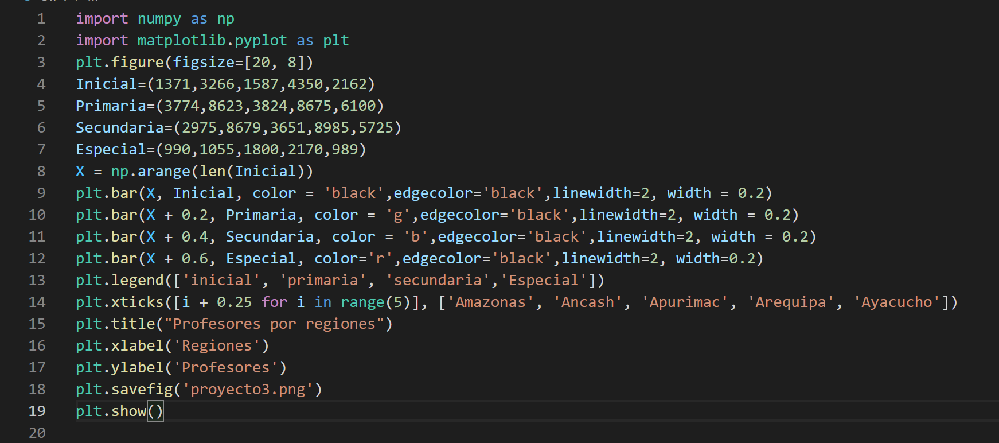 1 import numpy as np
2 import matplotlib.pyplot as plt
3 plt.figure(figsize=[20, 8])
4 Inicial=(1371,3266,1587,4350,2162)
5 Primaria=(3774,8623,3824,8675,6100)
6 Secundaria=(2975,8679,3651,8985,5725)
7 Especial=(990,1055,1800,2170,989)
8 X = np.arange(len(Inicial))
9 plt.bar(X, Inicial, color = 'black',edgecolor='black',linewidth=2, width = 0.2)
10 plt.bar(X + 0.2, Primaria, color = 'g',edgecolor='black',linewidth=2, width = 0.2)
11 plt.bar(X + 0.4, Secundaria, color = 'b',edgecolor='black',linewidth=2, width = 0.2)
12 plt.bar(X + 0.6, Especial, color='r',edgecolor='black',linewidth=2, width=0.2)
13 plt.legend(['inicial', 'primaria', 'secundaria','Especial'])
14 plt.xticks([i + 0.25 for i in range(5)], ['Amazonas', 'Ancash', 'Apurimac', 'Arequipa', 'Ayacucho'])
15 plt.title("Profesores por regiones")
16 plt.xlabel('Regiones')
17 plt.ylabel('Profesores')
18 plt.savefig('proyecto3.png')
19 plt.show()
20